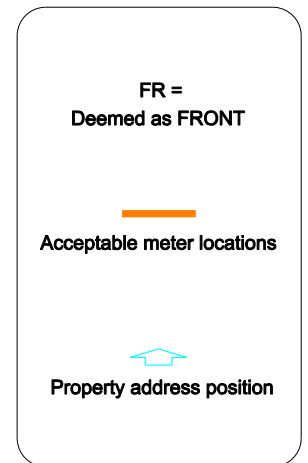 FR =
Deemed as FRONT
Acceptable meter locations
Property address position